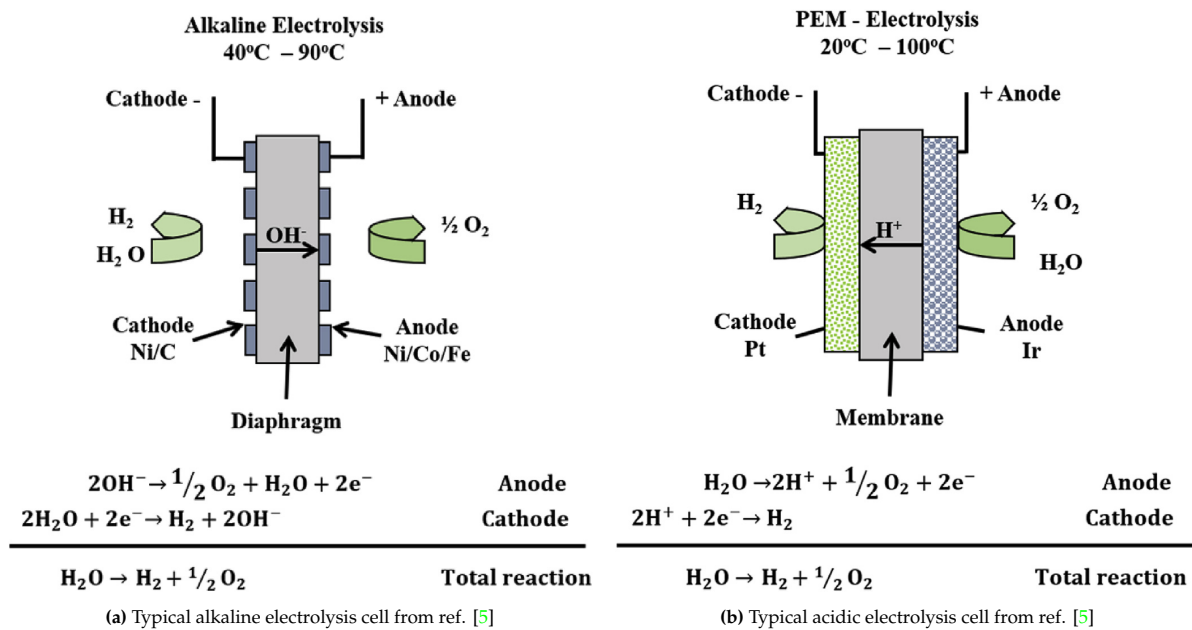 Alkaline Electrolysis
40ºC – 90ºC
Cathode -
+ Anode
H₂
H₂ O
OH⁻
½ O₂
Cathode
Ni/C
Anode
Ni/Co/Fe
Diaphragm
2OH⁻ → 1/2 O₂ + H₂O + 2e⁻ Anode
2H₂O + 2e⁻ → H₂ + 2OH⁻ Cathode
H₂O → H₂ + 1/2 O₂ Total reaction
(a) Typical alkaline electrolysis cell from ref. [5]
PEM - Electrolysis
20ºC – 100ºC
Cathode -
+ Anode
H₂
H⁺
½ O₂
H₂O
Cathode
Pt
Anode
Ir
Membrane
H₂O → 2H⁺ + 1/2 O₂ + 2e⁻ Anode
2H⁺ + 2e⁻ → H₂ Cathode
H₂O → H₂ + 1/2 O₂ Total reaction
(b) Typical acidic electrolysis cell from ref. [5]